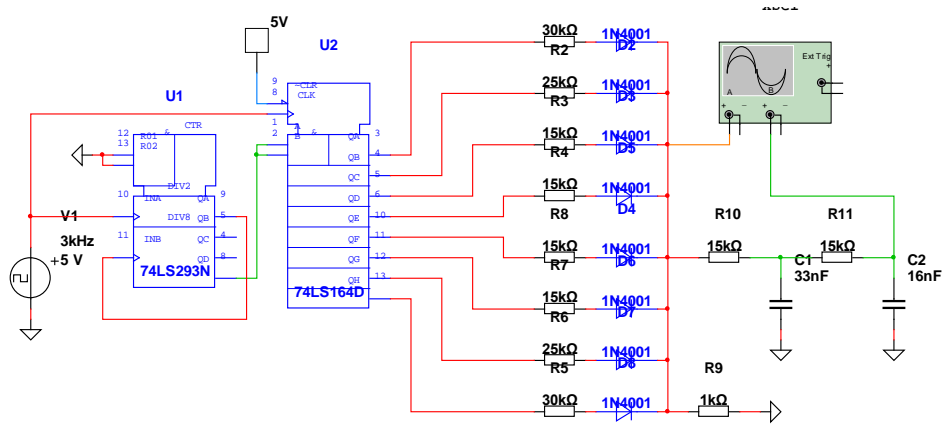 5V
U2
U1
V1
3kHz
+5 V
CTR
12
13
&
R01
R02
DIV2
10
INA
QA
9
DIV8
QB
5
11
INB
QC
4
QD
8
74LS293N
9
8
~CLR
CLK
1
2
A
B
&
QA
3
QB
4
QC
5
QD
6
QE
10
QF
11
QG
12
QH
13
74LS164D
30kΩ
R2
1N4001
D2
25kΩ
R3
1N4001
D3
15kΩ
R4
1N4001
D5
15kΩ
R8
1N4001
D4
15kΩ
R7
1N4001
D6
15kΩ
R6
1N4001
D7
25kΩ
R5
1N4001
D8
30kΩ
1N4001
R9
1kΩ
R10
15kΩ
R11
15kΩ
C1
33nF
C2
16nF
Ext Trig
+
A
B
+
−
+
−